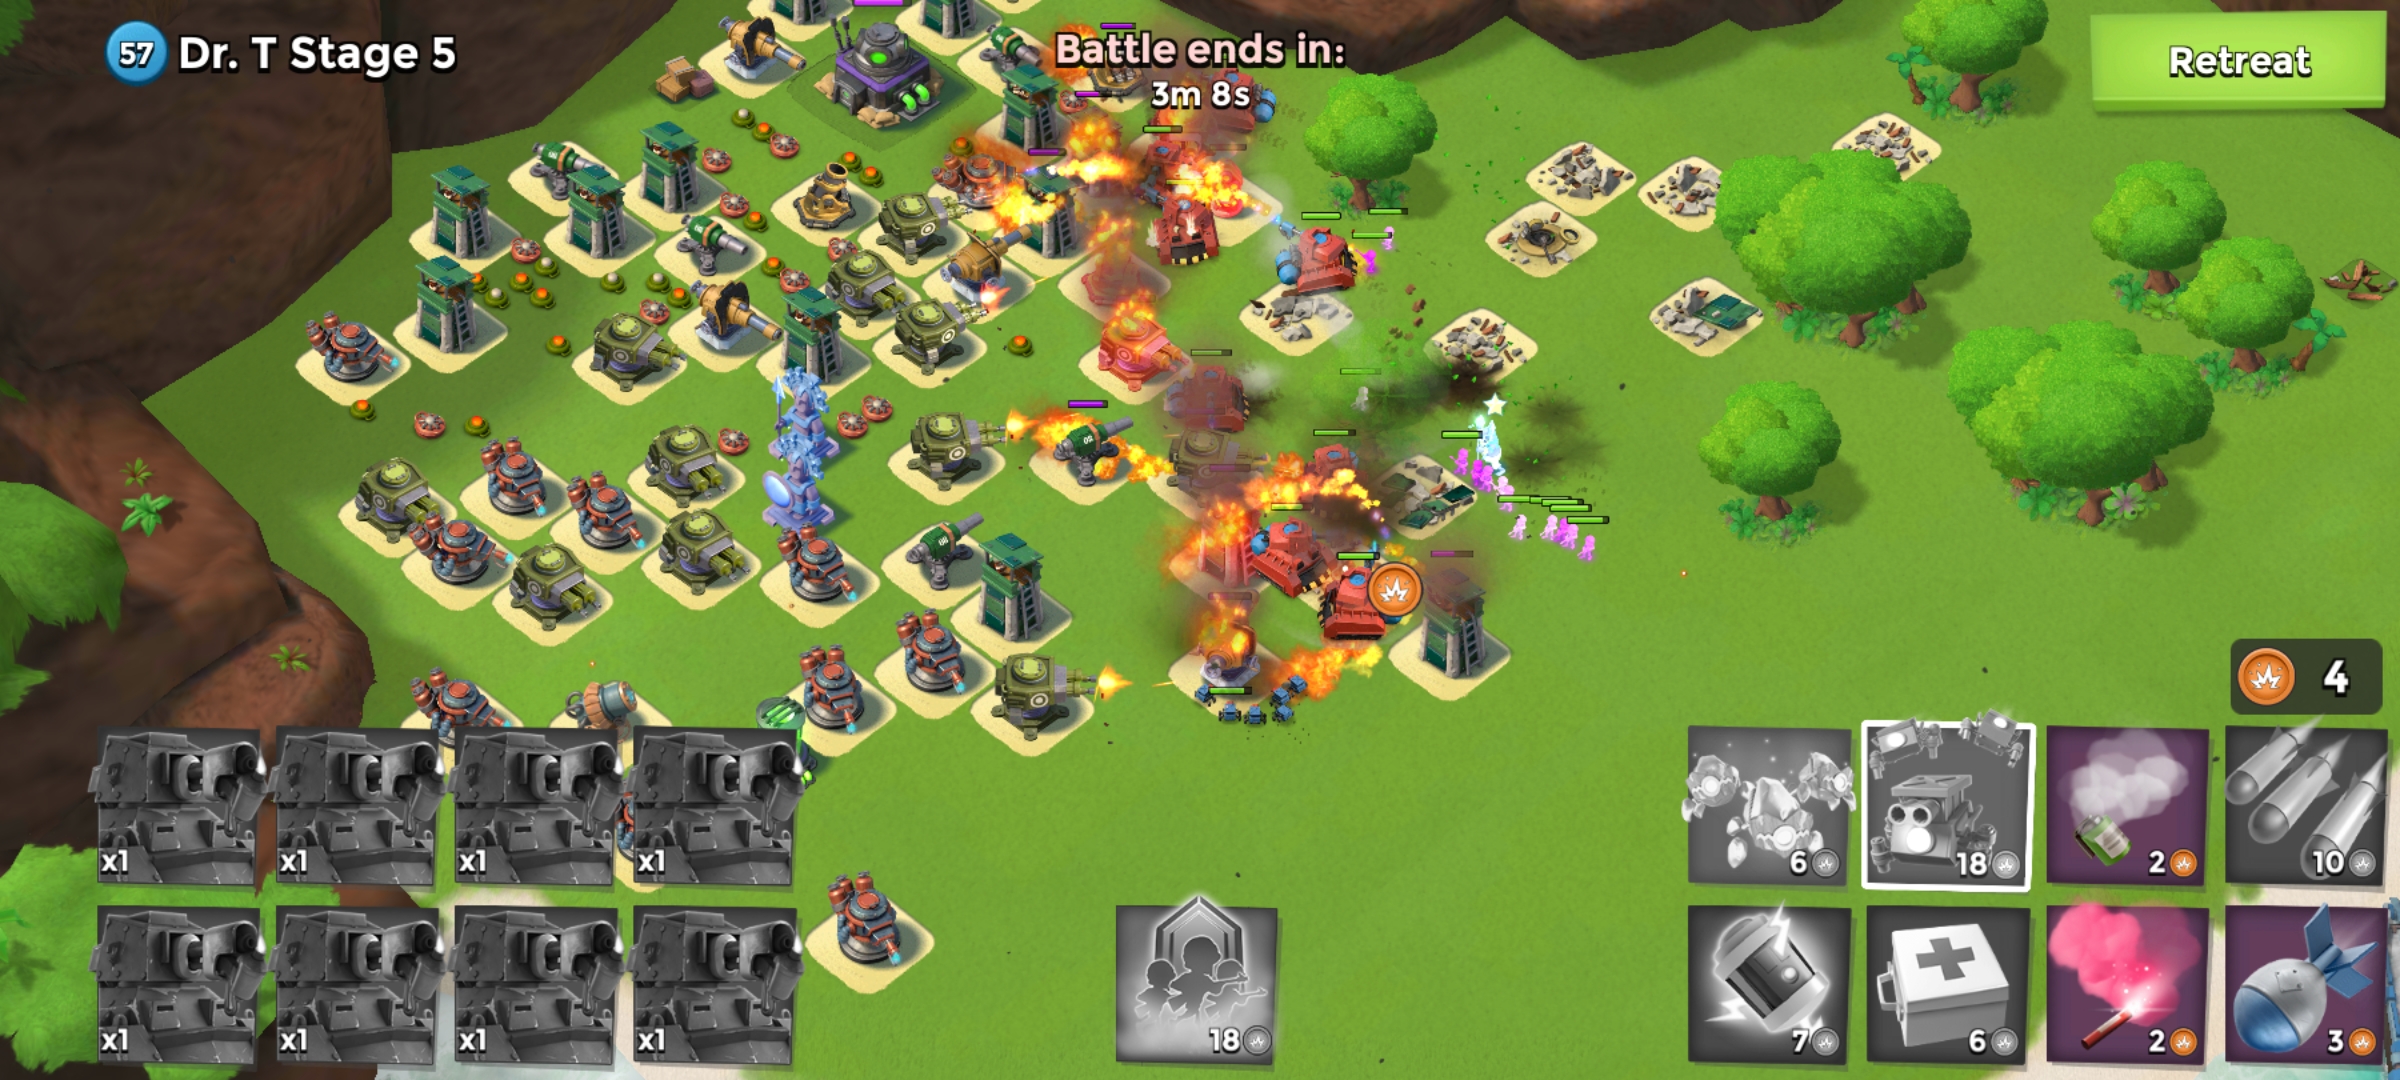 57 Dr. T Stage 5
Battle ends in:
3m 8s
Retreat
4
x1 x1 x1 x1
6 18 2 10
x1 x1 x1 x1
18
7 6 2 3